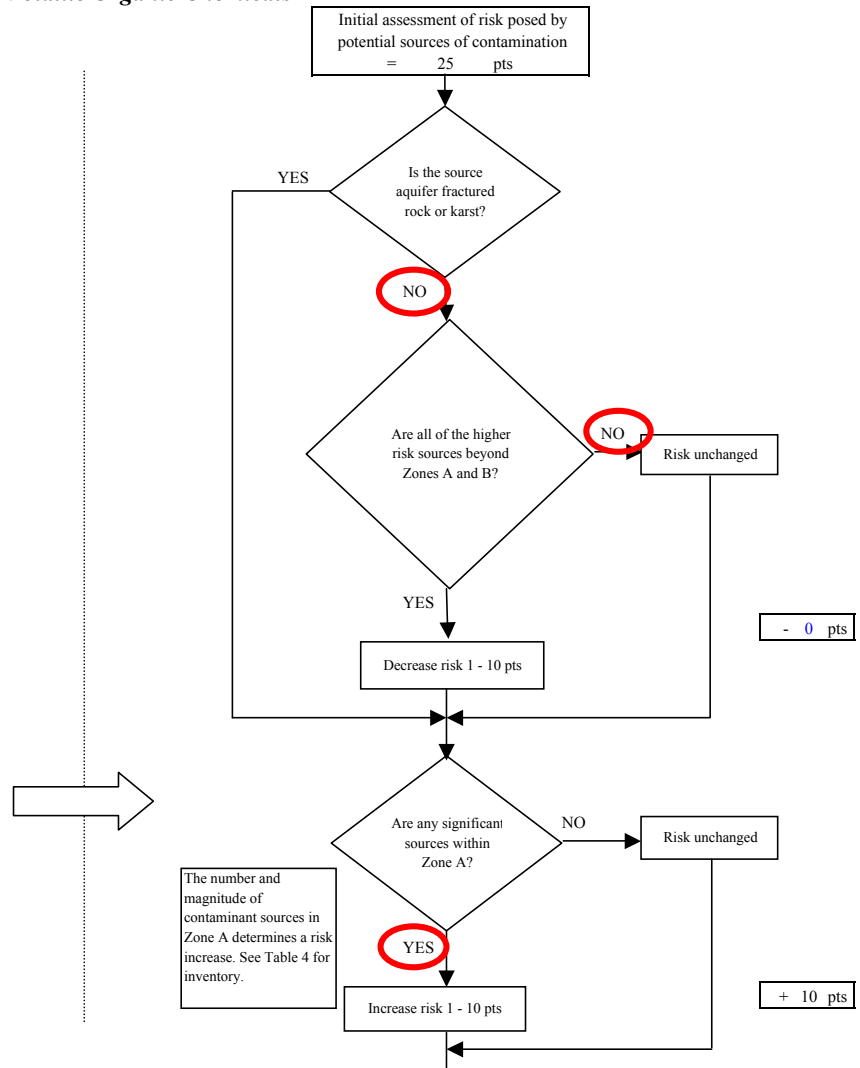 Initial assessment of risk posed by
potential sources of contamination
= 25 pts
YES
Is the source
aquifer fractured
rock or karst?
NO
Are all of the higher
risk sources beyond
Zones A and B?
NO
Risk unchanged
YES
- 0 pts
Decrease risk 1 - 10 pts
Are any significant
sources within
Zone A?
NO
Risk unchanged
The number and
magnitude of
contaminant sources in
Zone A determines a risk
increase. See Table 4 for
inventory.
YES
Increase risk 1 - 10 pts
+ 10 pts